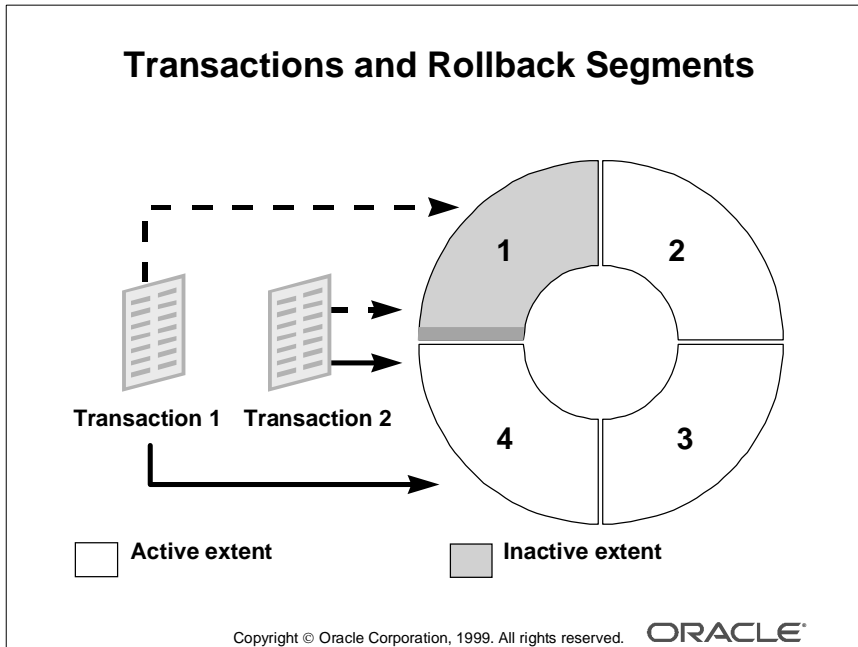 Transactions and Rollback Segments
1
2
Transaction 1
Transaction 2
4
3
Active extent
Inactive extent
Copyright © Oracle Corporation, 1999. All rights reserved.
ORACLE®